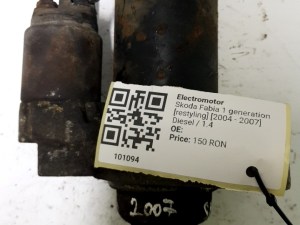 Electromotor
Skoda Fabia 1 generation
[restyling] [2004 - 2007]
Diesel / 1.4
OE:
Price: 150 RON
101094
2007